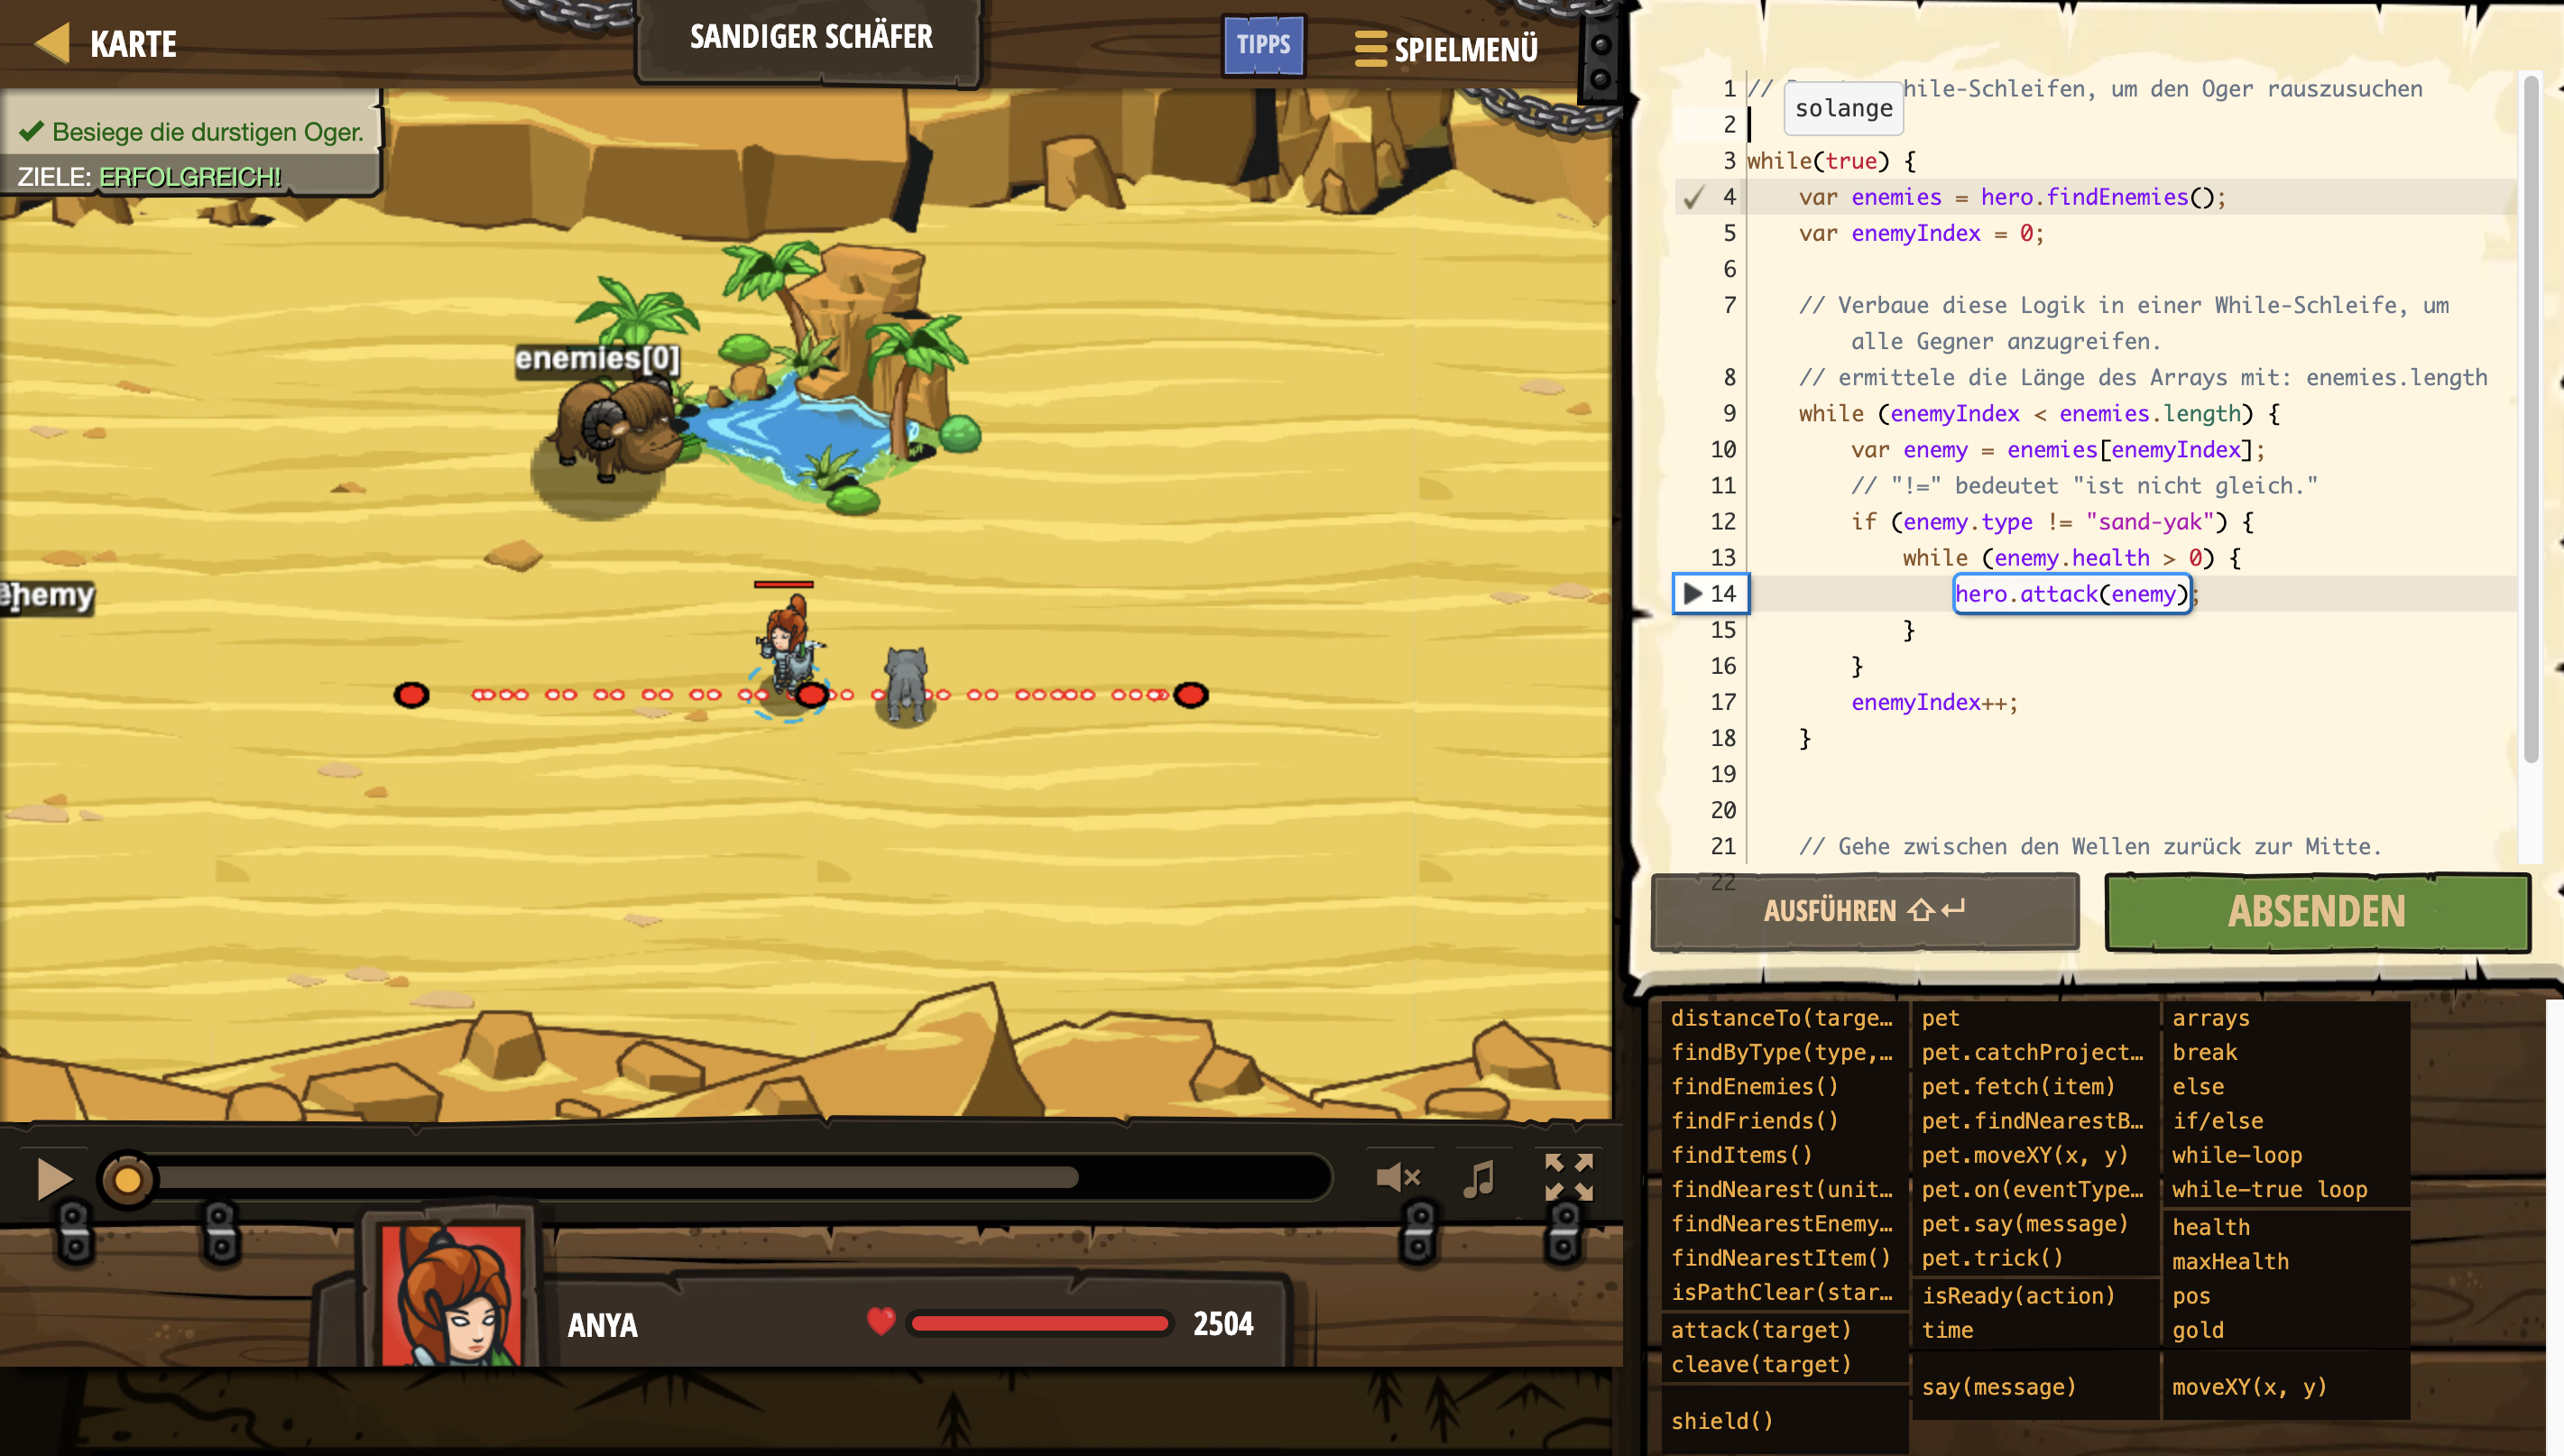 KARTE
SANDIGER SCHÄFER
TIPPS
SPIELMENÜ
Besiege die durstigen Oger.
ZIELE: ERFOLGREICH!
enemies[0]
enemy
1 // hile-Schleifen, um den Oger rauszusuchen
solange
2
3 while(true) {
4 var enemies = hero.findEnemies();
5 var enemyIndex = 0;
6
7 // Verbaue diese Logik in einer While-Schleife, um
alle Gegner anzugreifen.
8 // ermittele die Länge des Arrays mit: enemies.length
9 while (enemyIndex < enemies.length) {
10 var enemy = enemies[enemyIndex];
11 // "!=" bedeutet "ist nicht gleich."
12 if (enemy.type != "sand-yak") {
13 while (enemy.health > 0) {
14 hero.attack(enemy);
15 }
16 }
17 enemyIndex++;
18 }
19
20
21 // Gehe zwischen den Wellen zurück zur Mitte.
22
AUSFÜHREN
ABSENDEN
distanceTo(targe…
findByType(type,…
findEnemies()
findFriends()
findItems()
findNearest(unit…
findNearestEnemy…
findNearestItem()
isPathClear(star…
attack(target)
cleave(target)
shield()
pet
pet.catchProject…
pet.fetch(item)
pet.findNearestB…
pet.moveXY(x, y)
pet.on(eventType…
pet.say(message)
pet.trick()
isReady(action)
time
say(message)
arrays
break
else
if/else
while-loop
while-true loop
health
maxHealth
pos
gold
moveXY(x, y)
ANYA
2504